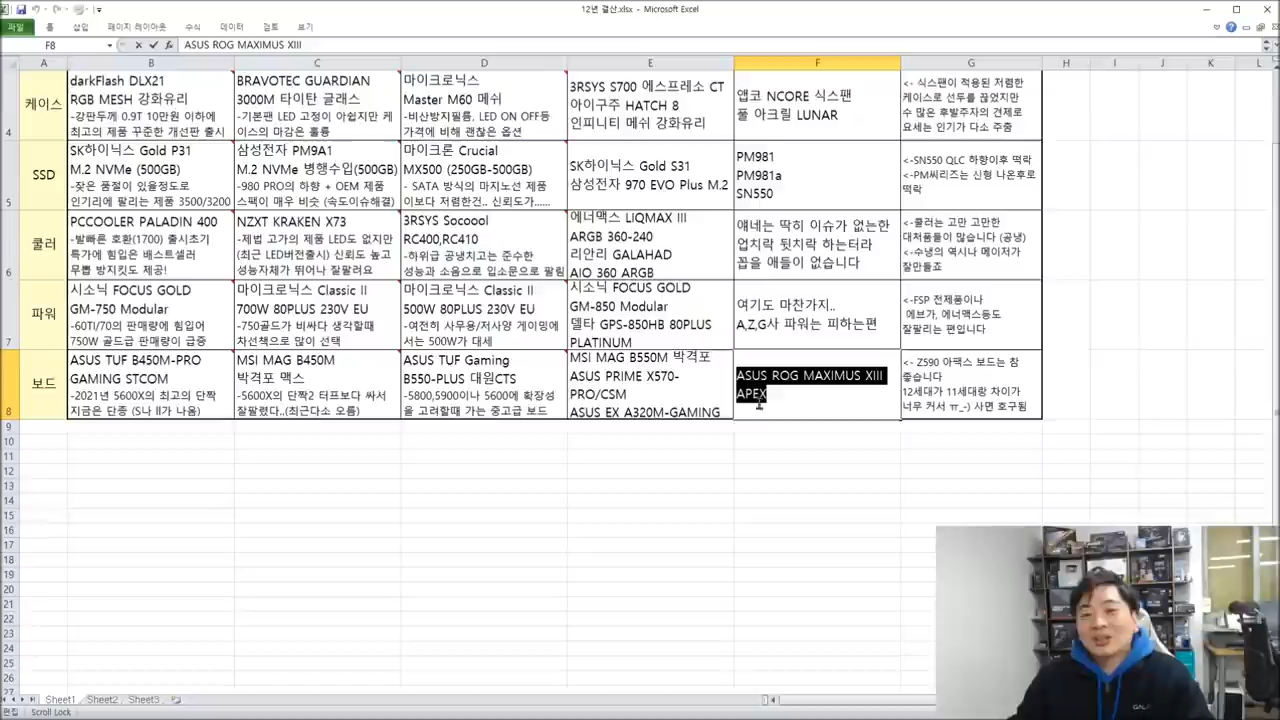 12년 결산.xlsx - Microsoft Excel
파일 홈 삽입 페이지 레이아웃 수식 데이터 검토 보기
F8 fx ASUS ROG MAXIMUS XIII
A B C D E F G H I J K L
4 케이스
darkFlash DLX21
RGB MESH 강화유리
-강판두께 0.9T 10만원 이하에
최고의 제품 꾸준한 개선판 출시
BRAVOTEC GUARDIAN
3000M 타이탄 글래스
-기본팬 LED 고정이 아쉽지만 케
이스의 마감은 훌륭
마이크로닉스
Master M60 메쉬
-비산방지필름, LED ON OFF등
가격에 비해 괜찮은 옵션
3RSYS S700 에스프레소 CT
아이구주 HATCH 8
인피니티 메쉬 강화유리
앱코 NCORE 식스팬
풀 아크릴 LUNAR
<- 식스팬이 적용된 저렴한
케이스로 선두를 끊었지만
수 많은 후발주자의 견제로
요세는 인기가 다소 주춤
5 SSD
SK하이닉스 Gold P31
M.2 NVMe (500GB)
-잦은 품절이 있을정도로
인기리에 팔리는 제품 3500/3200
삼성전자 PM9A1
M.2 NVMe 병행수입(500GB)
-980 PRO의 하향 + OEM 제품
스팩이 매우 비슷 (속도이슈해결)
마이크론 Crucial
MX500 (250GB-500GB)
- SATA 방식의 마지노선 제품
이보다 저렴한건.. 신뢰도가......
SK하이닉스 Gold S31
삼성전자 970 EVO Plus M.2
PM981
PM981a
SN550
<-SN550 QLC 하향이후 떡락
<-PM씨리즈는 신형 나온후로
떡락
6 쿨러
PCCOOLER PALADIN 400
-발빠른 호환(1700) 출시초기
특가에 힘입은 베스트셀러
무뽑 방지킷도 제공!
NZXT KRAKEN X73
-제법 고가의 제품 LED도 없지만
(최근 LED버전출시) 신뢰도 높고
성능자체가 뛰어나 잘팔려요
3RSYS Socoool
RC400,RC410
-하위급 공냉치고는 준수한
성능과 소음으로 입소문으로 팔림
에너맥스 LIQMAX III
ARGB 360-240
리안리 GALAHAD
AIO 360 ARGB
얘네는 딱히 이슈가 없는한
업치락 뒷치락 하는터라
꼽을 애들이 없습니다
<-쿨러는 고만 고만한
대처품들이 많습니다 (공냉)
<-수냉의 역시나 메이저가
잘만들죠
7 파워
시소닉 FOCUS GOLD
GM-750 Modular
-60TI/70의 판매량에 힘입어
750W 골드급 판매량이 급증
마이크로닉스 Classic II
700W 80PLUS 230V EU
-750골드가 비싸다 생각할때
차선책으로 많이 선택
마이크로닉스 Classic II
500W 80PLUS 230V EU
-여전히 사무용/저사양 게이밍에
서는 500W가 대세
시소닉 FOCUS GOLD
GM-850 Modular
델타 GPS-850HB 80PLUS
PLATINUM
여기도 마찬가지..
A,Z,G사 파워는 피하는편
<-FSP 전제품이나
에브가, 에너맥스등도
잘팔리는 편입니다
8 보드
ASUS TUF B450M-PRO
GAMING STCOM
-2021년 5600X의 최고의 단짝
지금은 단종 (S나 II가 나옴)
MSI MAG B450M
박격포 맥스
-5600X의 단짝2 터프보다 싸서
잘팔렸다..(최근다소 오름)
ASUS TUF Gaming
B550-PLUS 대원CTS
-5800,5900이나 5600에 확장성
을 고려할때 가는 중고급 보드
MSI MAG B550M 박격포
ASUS PRIME X570-
PRO/CSM
ASUS EX A320M-GAMING
ASUS ROG MAXIMUS XIII
APEX
<- Z590 아팩스 보드는 참
좋습니다
12세대가 11세대랑 차이가
너무 커서 ㅠ_-) 사면 호구됨
9
10
11
12
13
14
15
16
17
18
19
20
21
22
23
24
25
26
27
Sheet1 Sheet2 Sheet3
편집 Scroll Lock